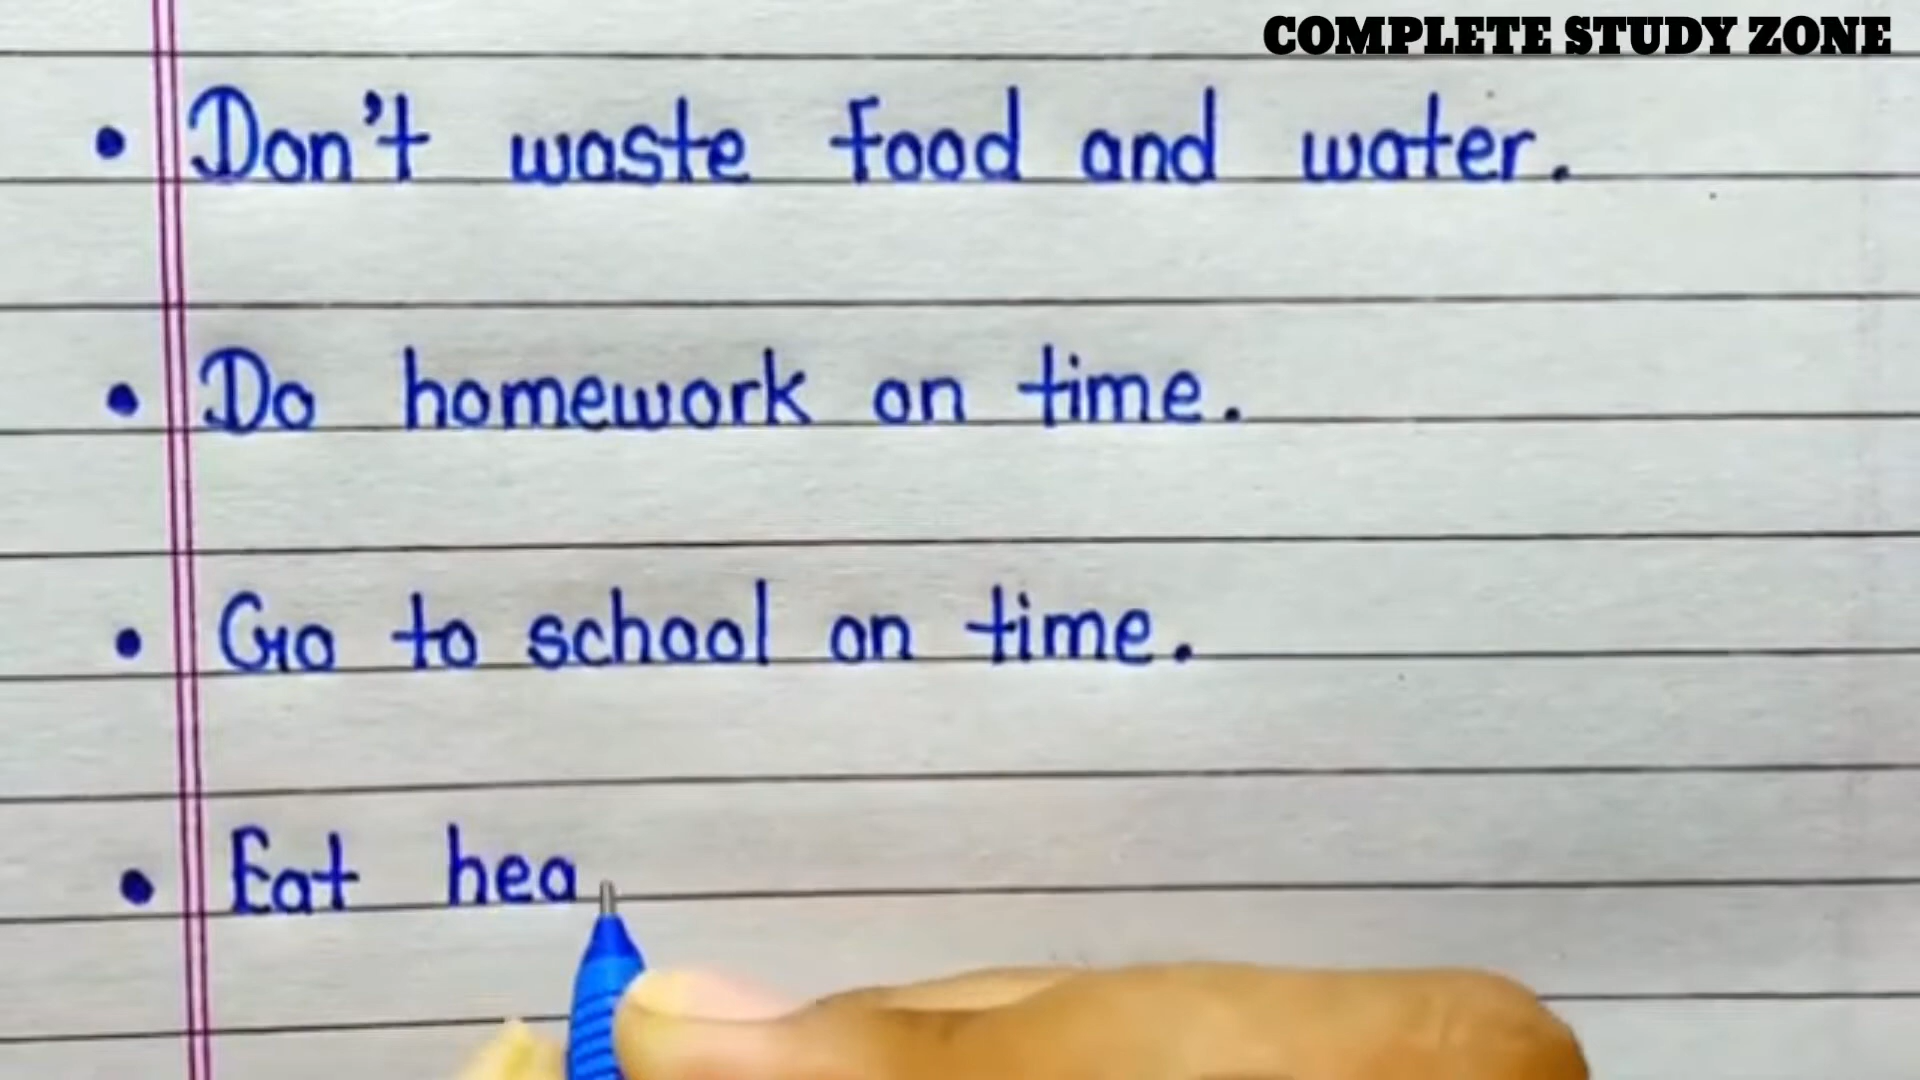 COMPLETE STUDY ZONE
• Don't waste food and water.
• Do homework on time.
• Go to school on time.
• Eat hea